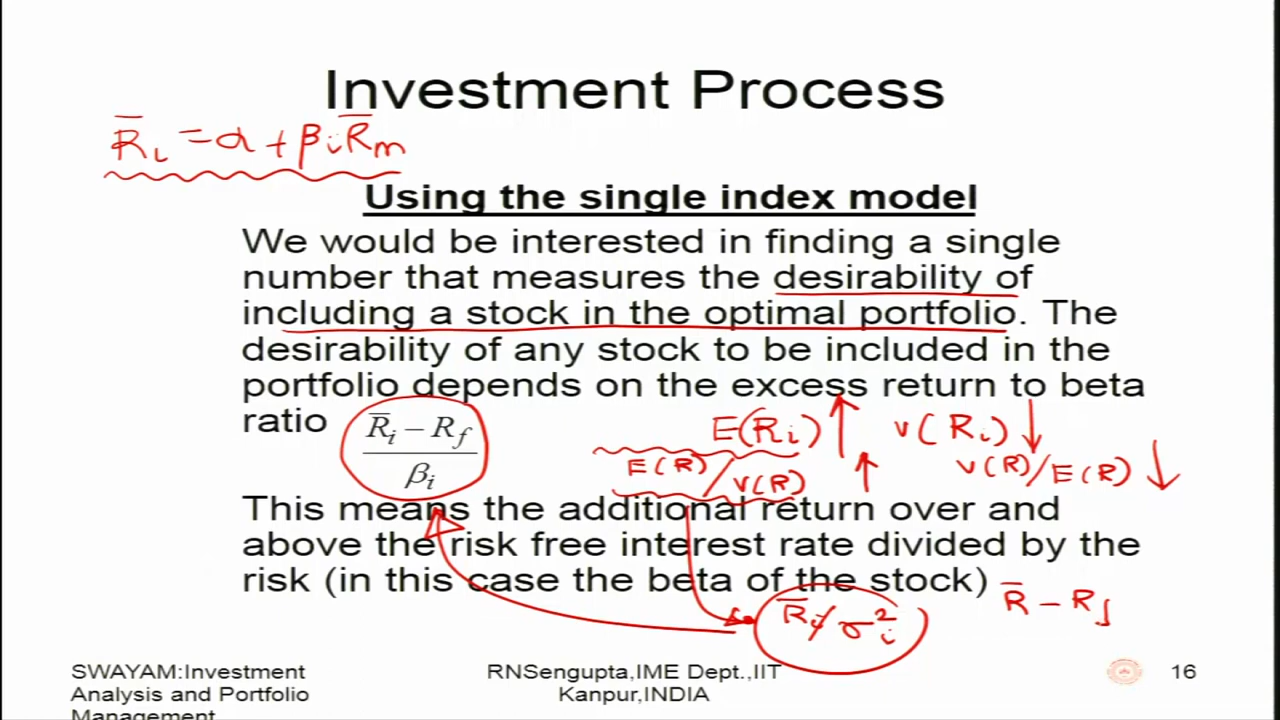 Investment Process
R̄i = α + βi R̄m
Using the single index model
We would be interested in finding a single
number that measures the desirability of
including a stock in the optimal portfolio. The
desirability of any stock to be included in the
portfolio depends on the excess return to beta
ratio
R̄i − Rf
βi
E(Ri) ↑ V(Ri) ↓
E(R)/V(R) ↑ V(R)/E(R) ↓
This means the additional return over and
above the risk free interest rate divided by the
risk (in this case the beta of the stock)
R̄ − Rf
R̄i/σ²i
SWAYAM:Investment
Analysis and Portfolio
Management
RNSengupta,IME Dept.,IIT
Kanpur,INDIA
16